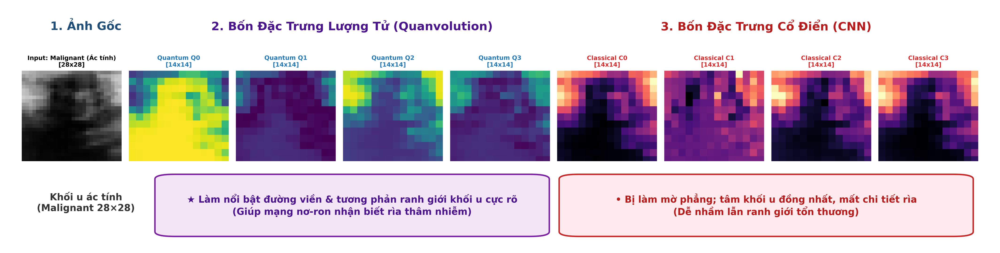 1. Ảnh Gốc
2. Bốn Đặc Trưng Lượng Tử (Quanvolution)
3. Bốn Đặc Trưng Cổ Điển (CNN)
Input: Malignant (Ác tính)
[28x28]
Quantum Q0
[14x14]
Quantum Q1
[14x14]
Quantum Q2
[14x14]
Quantum Q3
[14x14]
Classical C0
[14x14]
Classical C1
[14x14]
Classical C2
[14x14]
Classical C3
[14x14]
Khối u ác tính
(Malignant 28×28)
★ Làm nổi bật đường viền & tương phản ranh giới khối u cực rõ
(Giúp mạng nơ-ron nhận biết rìa thâm nhiễm)
• Bị làm mờ phẳng; tâm khối u đồng nhất, mất chi tiết rìa
(Dễ nhầm lẫn ranh giới tổn thương)